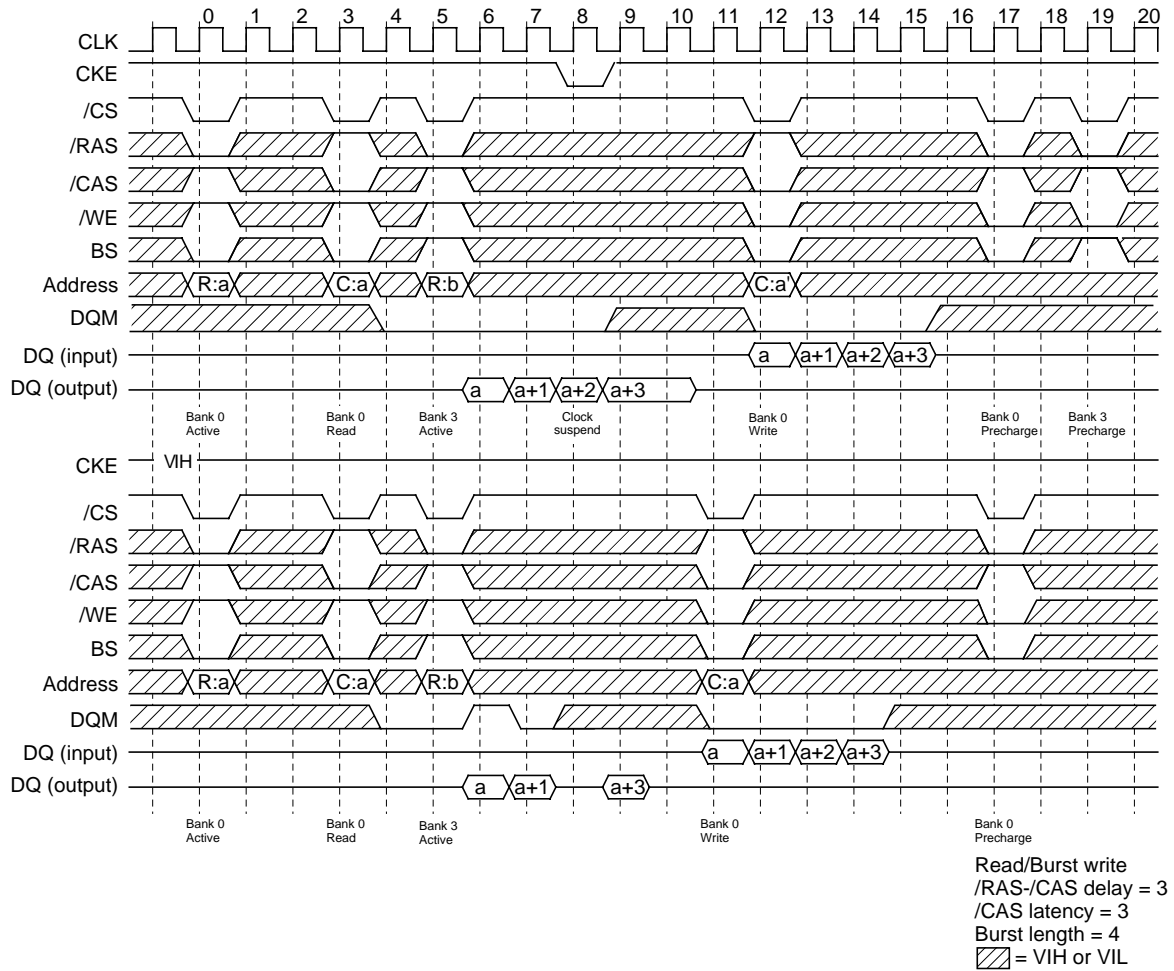 0 1 2 3 4 5 6 7 8 9 10 11 12 13 14 15 16 17 18 19 20
CLK
CKE
/CS
/RAS
/CAS
/WE
BS
Address R:a C:a R:b C:a'
DQM
DQ (input) a a+1 a+2 a+3
DQ (output) a a+1 a+2 a+3
Bank 0 Bank 0 Bank 3 Clock Bank 0 Bank 0 Bank 3
Active Read Active suspend Write Precharge Precharge
CKE VIH
/CS
/RAS
/CAS
/WE
BS
Address R:a C:a R:b C:a
DQM
DQ (input) a a+1 a+2 a+3
DQ (output) a a+1 a+3
Bank 0 Bank 0 Bank 3 Bank 0 Bank 0
Active Read Active Write Precharge
Read/Burst write
/RAS-/CAS delay = 3
/CAS latency = 3
Burst length = 4
= VIH or VIL